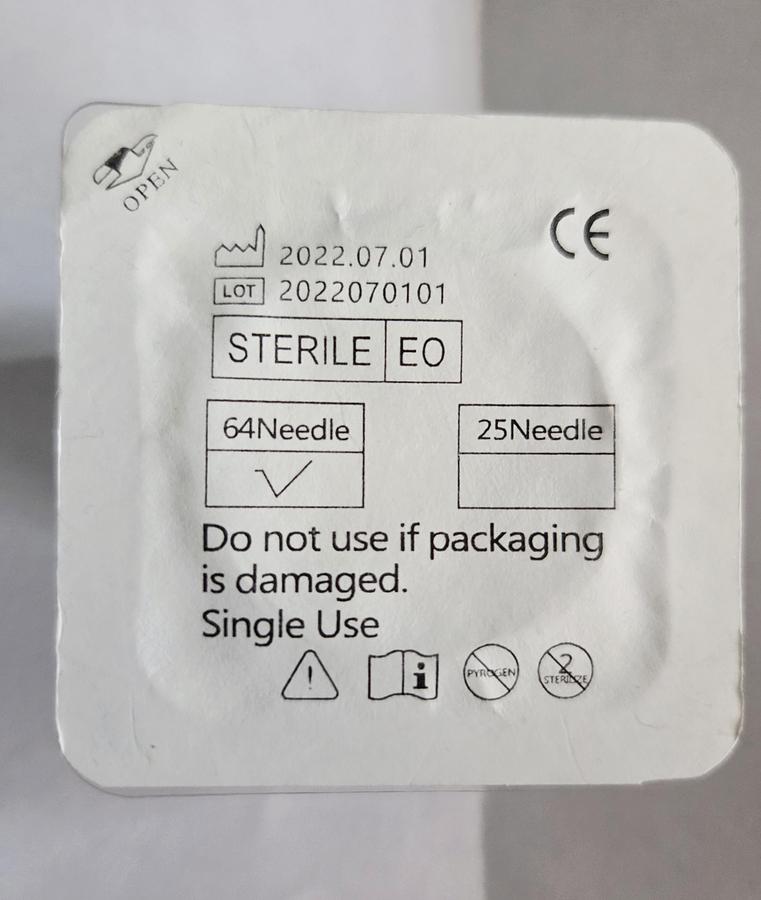 OPEN
CE
2022.07.01
LOT 2022070101
STERILE EO
64Needle 25Needle
Do not use if packaging
is damaged.
Single Use
i PYROGEN 2
STERILIZE